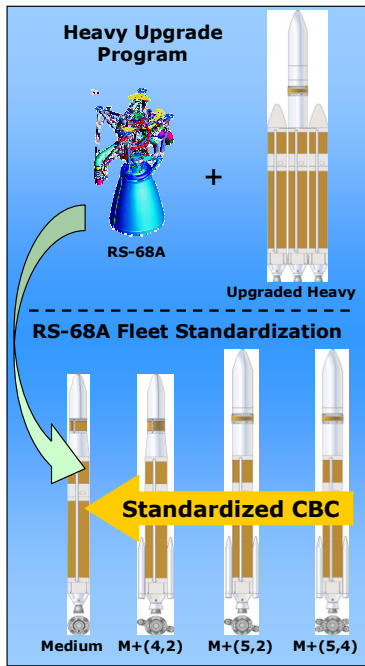 Heavy Upgrade
Program
+
RS-68A
Upgraded Heavy
RS-68A Fleet Standardization
Standardized CBC
Medium
M+(4,2)
M+(5,2)
M+(5,4)